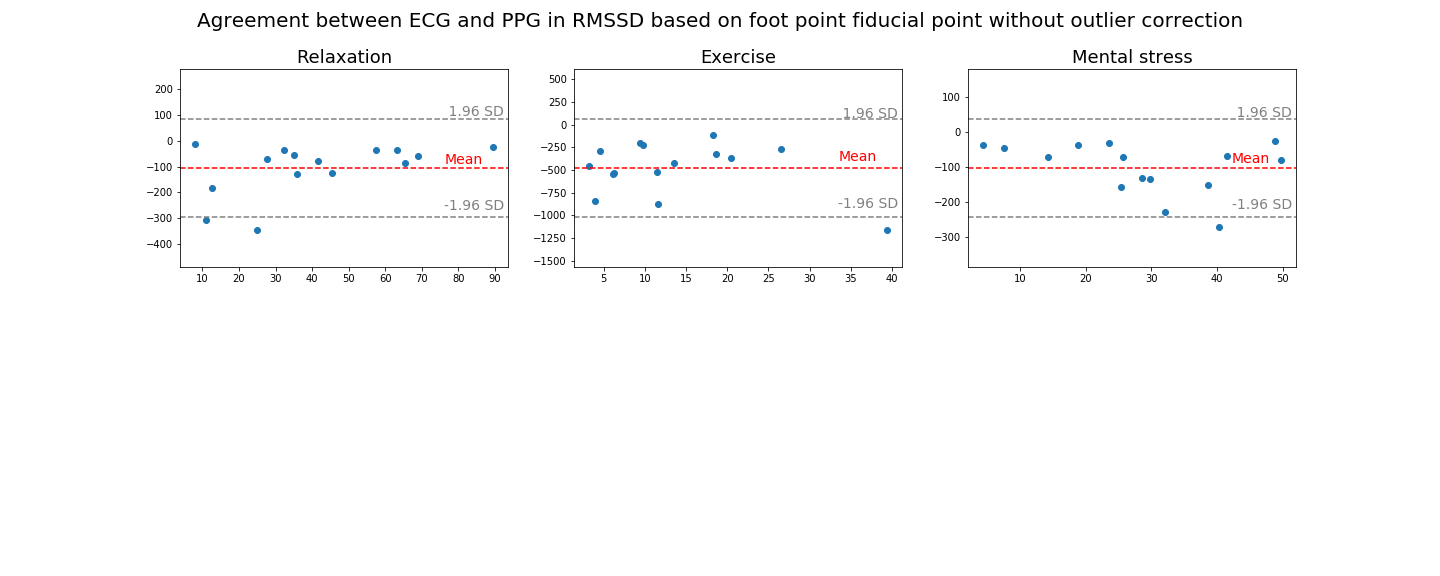 Agreement between ECG and PPG in RMSSD based on foot point fiducial point without outlier correction
Relaxation
200
100
0
−100
−200
−300
−400
1.96 SD
Mean
-1.96 SD
10 20 30 40 50 60 70 80 90
Exercise
500
250
0
−250
−500
−750
−1000
−1250
−1500
1.96 SD
Mean
-1.96 SD
5 10 15 20 25 30 35 40
Mental stress
100
0
−100
−200
−300
1.96 SD
Mean
-1.96 SD
10 20 30 40 50